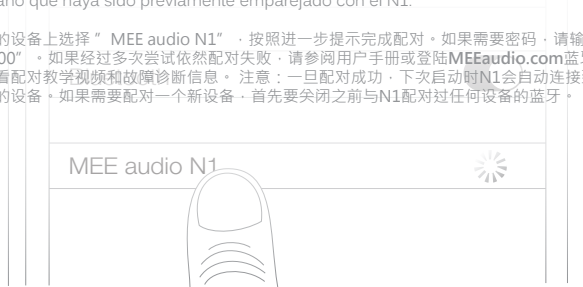 ano que haya sido previamente emparejado con el N1.
的设备上选择“ MEE audio N1”，按照进一步提示完成配对。如果需要密码，请输
00”。如果经过多次尝试依然配对失败，请参阅用户手册或登陆MEEaudio.com蓝牙
看配对教学视频和故障诊断信息。 注意：一旦配对成功，下次启动时N1会自动连接
的设备。如果需要配对一个新设备，首先要关闭之前与N1配对过任何设备的蓝牙。
MEE audio N1